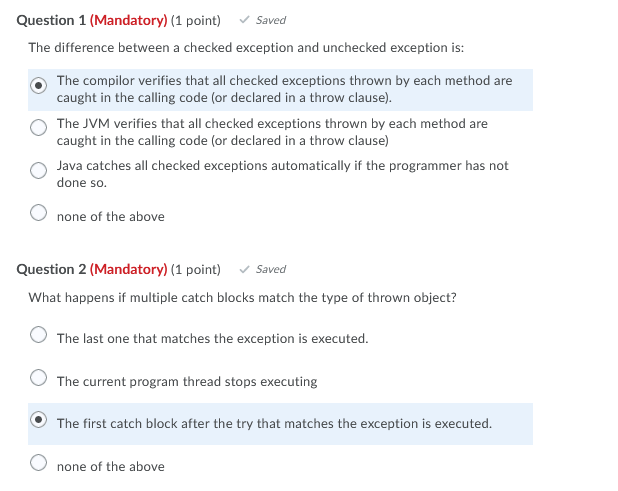 Question 1 (Mandatory) (1 point) ✓ Saved
The difference between a checked exception and unchecked exception is:
The compilor verifies that all checked exceptions thrown by each method are
caught in the calling code (or declared in a throw clause).
The JVM verifies that all checked exceptions thrown by each method are
caught in the calling code (or declared in a throw clause)
Java catches all checked exceptions automatically if the programmer has not
done so.
none of the above
Question 2 (Mandatory) (1 point) ✓ Saved
What happens if multiple catch blocks match the type of thrown object?
The last one that matches the exception is executed.
The current program thread stops executing
The first catch block after the try that matches the exception is executed.
none of the above